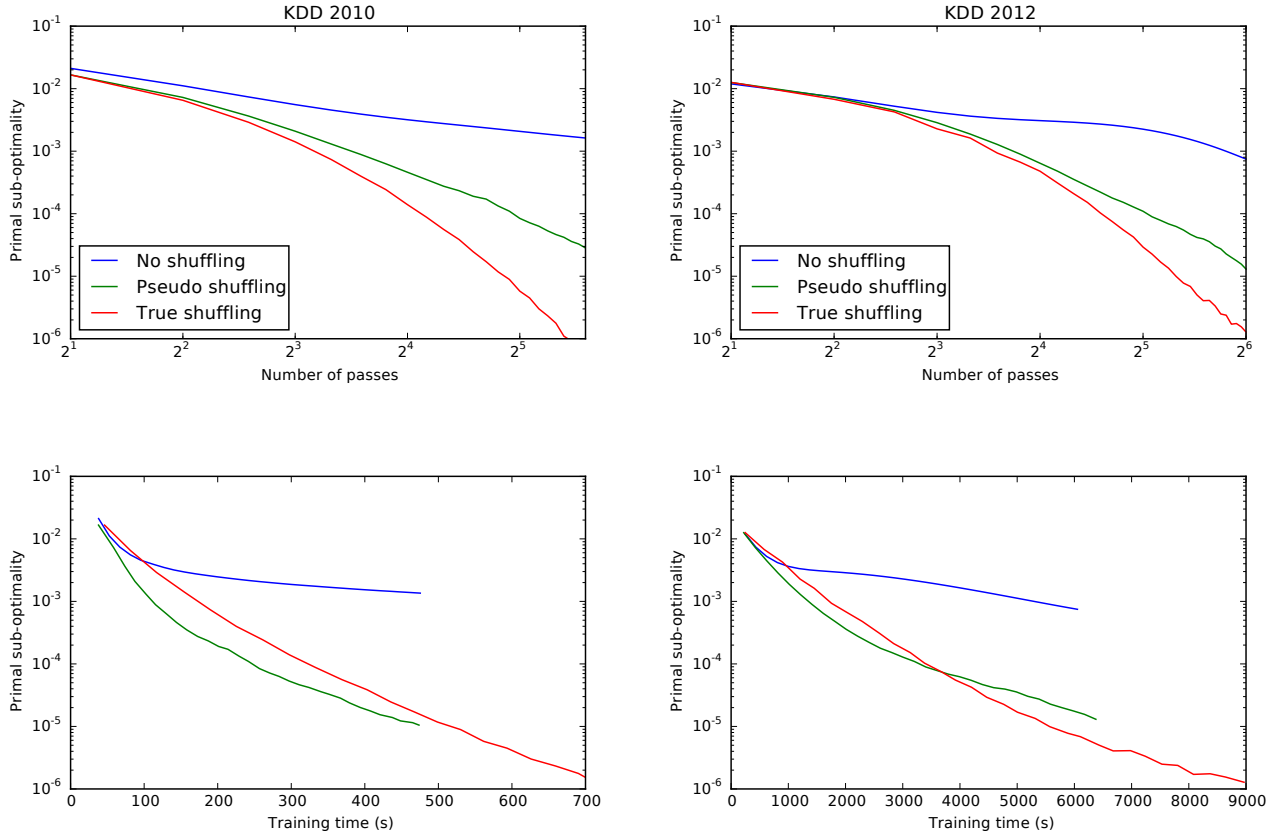 KDD 2010
Primal sub-optimality
10^-1
10^-2
10^-3
10^-4
10^-5
10^-6
No shuffling
Pseudo shuffling
True shuffling
2^1 2^2 2^3 2^4 2^5
Number of passes
KDD 2012
Primal sub-optimality
10^-1
10^-2
10^-3
10^-4
10^-5
10^-6
No shuffling
Pseudo shuffling
True shuffling
2^1 2^2 2^3 2^4 2^5 2^6
Number of passes
Primal sub-optimality
10^-1
10^-2
10^-3
10^-4
10^-5
10^-6
0 100 200 300 400 500 600 700
Training time (s)
Primal sub-optimality
10^-1
10^-2
10^-3
10^-4
10^-5
10^-6
0 1000 2000 3000 4000 5000 6000 7000 8000 9000
Training time (s)